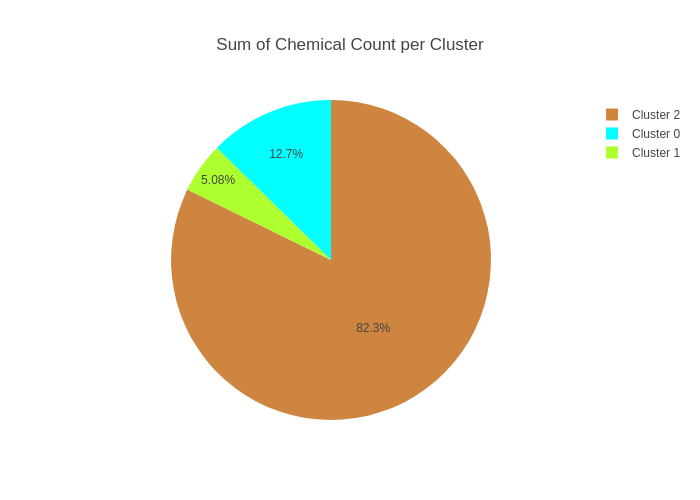 Sum of Chemical Count per Cluster
Cluster 2
Cluster 0
Cluster 1
12.7%
5.08%
82.3%